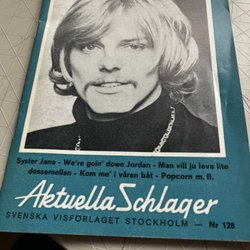 Syster Jane - We're goin' down Jordan - Man vill ju leva lite
dessemellan - Kom me' i våran båt - Popcorn m. fl.
Aktuella Schlager
SVENSKA VISFÖRLAGET STOCKHOLM — Nr 128